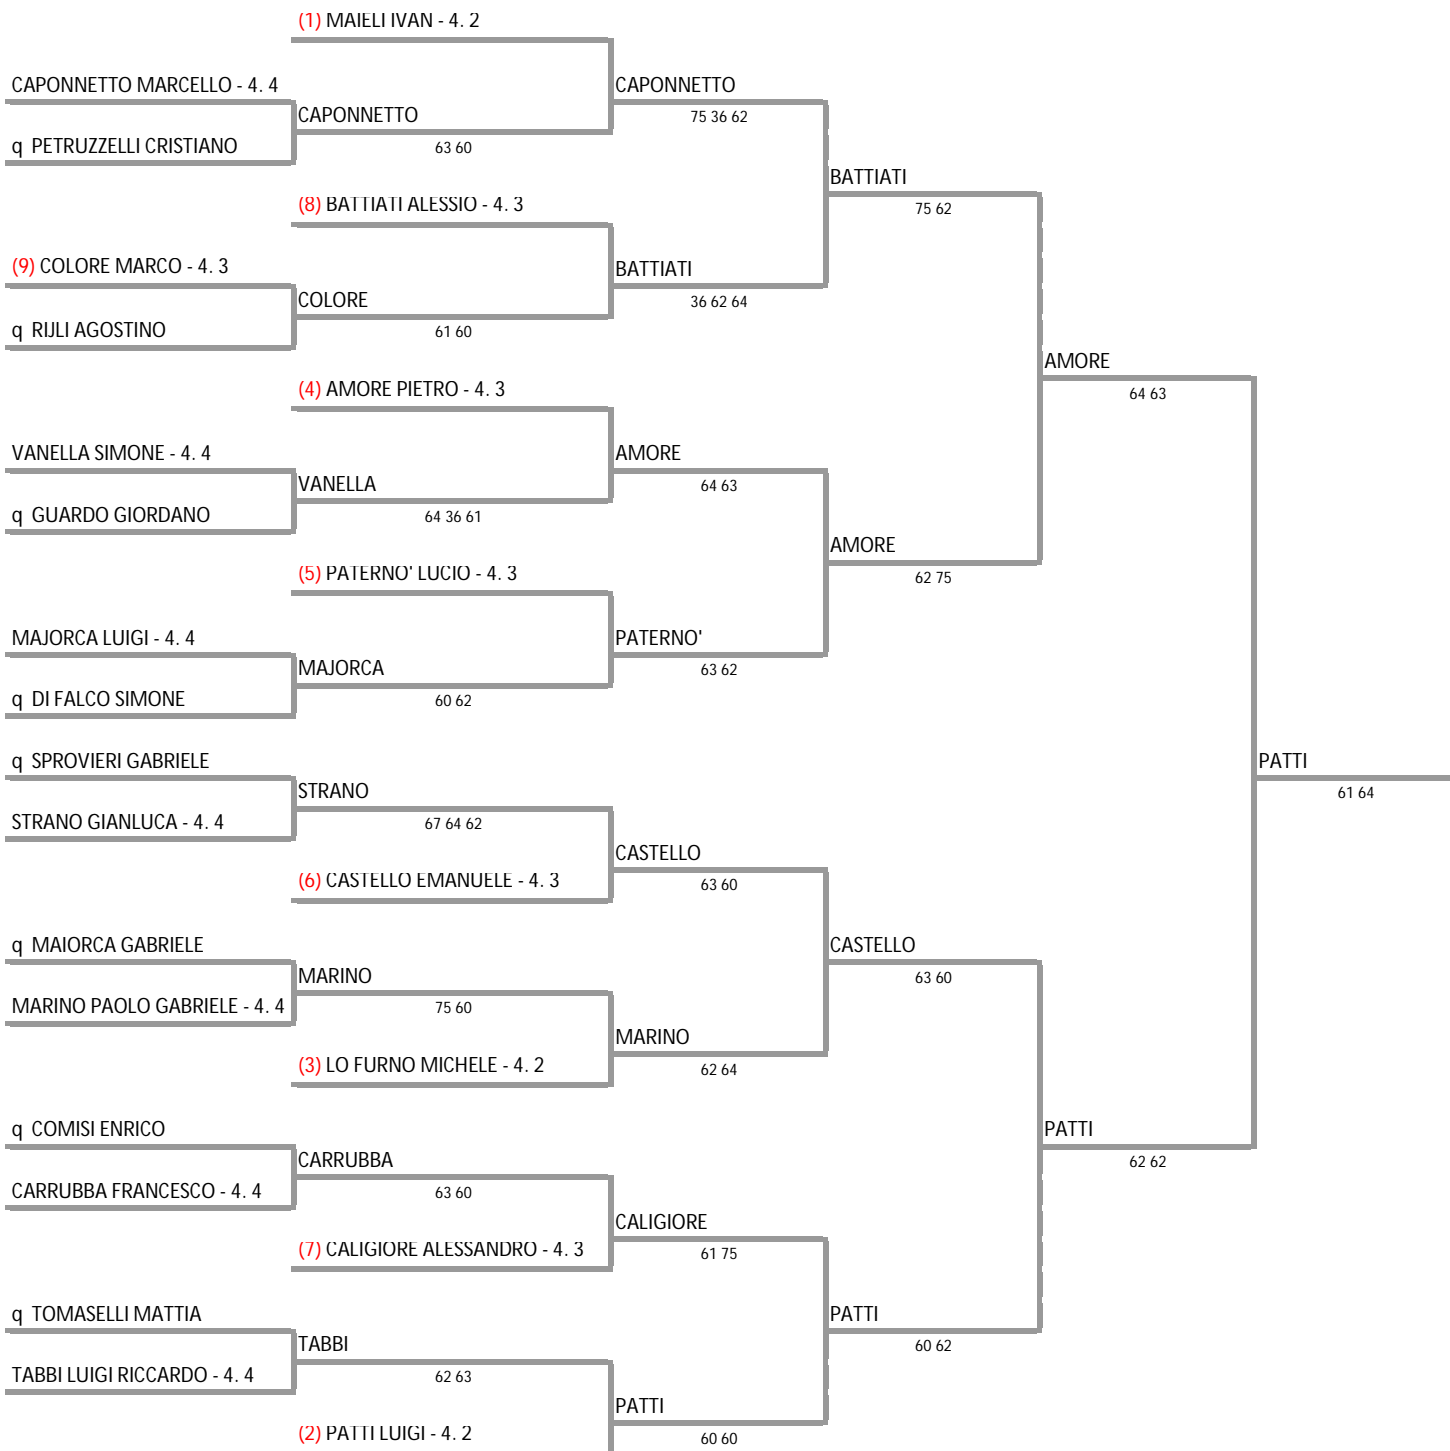 (1) MAIELI IVAN - 4. 2
CAPONNETTO MARCELLO - 4. 4
CAPONNETTO
CAPONNETTO
75 36 62
q PETRUZZELLI CRISTIANO
63 60
BATTIATI
75 62
(8) BATTIATI ALESSIO - 4. 3
(9) COLORE MARCO - 4. 3
BATTIATI
COLORE
36 62 64
q RIJLI AGOSTINO
61 60
AMORE
64 63
(4) AMORE PIETRO - 4. 3
VANELLA SIMONE - 4. 4
AMORE
VANELLA
64 63
q GUARDO GIORDANO
64 36 61
AMORE
62 75
(5) PATERNO' LUCIO - 4. 3
MAJORCA LUIGI - 4. 4
PATERNO'
MAJORCA
63 62
q DI FALCO SIMONE
60 62
q SPROVIERI GABRIELE
PATTI
STRANO
61 64
STRANO GIANLUCA - 4. 4
67 64 62
CASTELLO
(6) CASTELLO EMANUELE - 4. 3
63 60
q MAIORCA GABRIELE
CASTELLO
MARINO
63 60
MARINO PAOLO GABRIELE - 4. 4
75 60
MARINO
(3) LO FURNO MICHELE - 4. 2
62 64
q COMISI ENRICO
PATTI
CARRUBBA
62 62
CARRUBBA FRANCESCO - 4. 4
63 60
CALIGIORE
(7) CALIGIORE ALESSANDRO - 4. 3
61 75
q TOMASELLI MATTIA
PATTI
TABBI
60 62
TABBI LUIGI RICCARDO - 4. 4
62 63
PATTI
(2) PATTI LUIGI - 4. 2
60 60